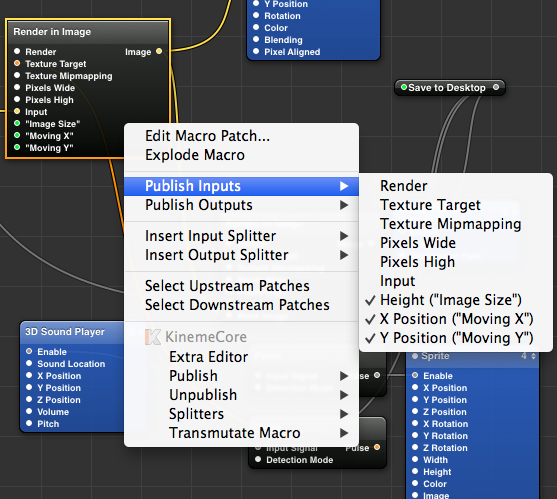 Render in Image
Render
Image
Texture Target
Texture Mipmapping
Pixels Wide
Pixels High
Input
"Image Size"
"Moving X"
"Moving Y"
Y Position
Rotation
Color
Blending
Pixel Aligned
Save to Desktop
Edit Macro Patch...
Explode Macro
Publish Inputs
Publish Outputs
Insert Input Splitter
Insert Output Splitter
Select Upstream Patches
Select Downstream Patches
KinemeCore
Extra Editor
Publish
Unpublish
Splitters
Transmutate Macro
Render
Texture Target
Texture Mipmapping
Pixels Wide
Pixels High
Input
✓ Height ("Image Size")
✓ X Position ("Moving X")
✓ Y Position ("Moving Y")
3D Sound Player
Enable
Sound Location
X Position
Y Position
Z Position
Volume
Pitch
Pulse
Input Signal
Pulse
Detection Mode
Sprite
4
Enable
X Position
Y Position
Z Position
X Rotation
Y Rotation
Z Rotation
Width
Height
Color
Image